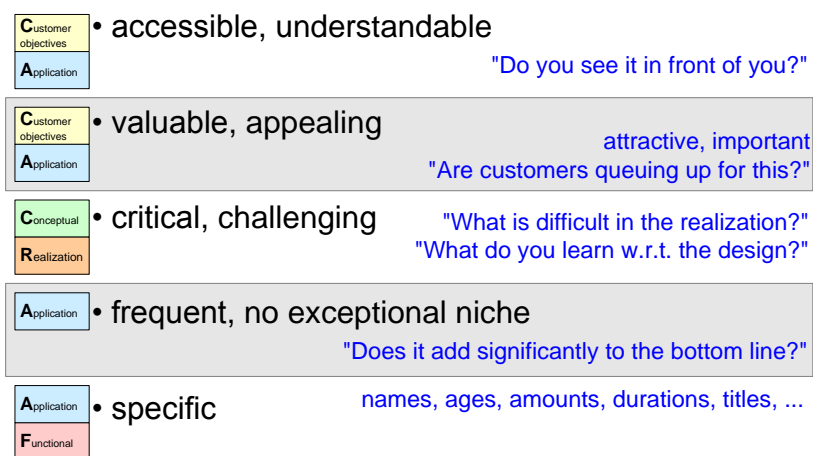 Customer
objectives
• accessible, understandable
Application
"Do you see it in front of you?"
Customer
objectives
• valuable, appealing
attractive, important
Application
"Are customers queuing up for this?"
Conceptual
• critical, challenging
"What is difficult in the realization?"
Realization
"What do you learn w.r.t. the design?"
Application
• frequent, no exceptional niche
"Does it add significantly to the bottom line?"
Application
• specific
names, ages, amounts, durations, titles, ...
Functional